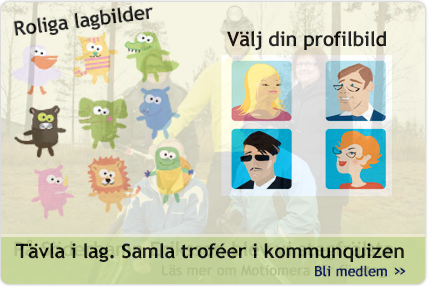 Roliga lagbilder
Välj din profilbild
Tävla i lag. Samla troféer i kommunquizen
Läs mer om Motiomera
Bli medlem »